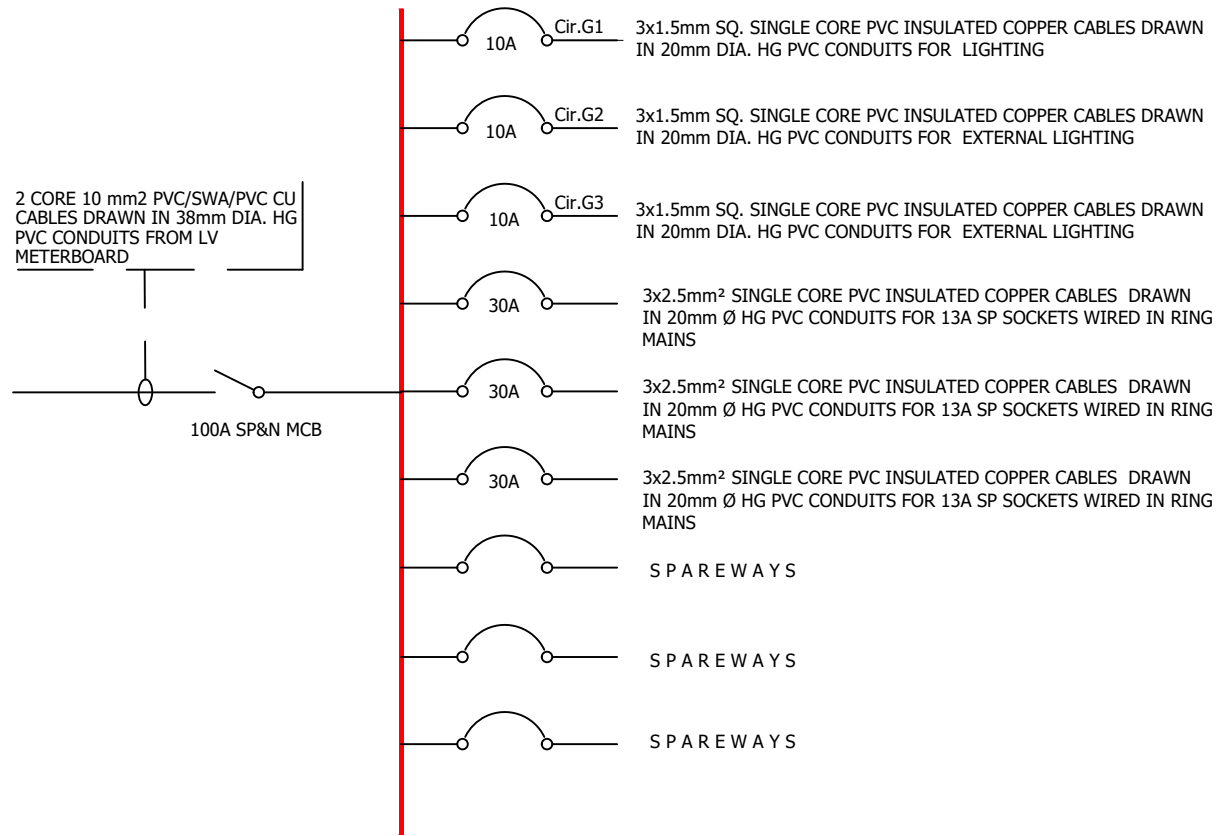 10A
Cir.G1
3x1.5mm SQ. SINGLE CORE PVC INSULATED COPPER CABLES DRAWN
IN 20mm DIA. HG PVC CONDUITS FOR LIGHTING
10A
Cir.G2
3x1.5mm SQ. SINGLE CORE PVC INSULATED COPPER CABLES DRAWN
IN 20mm DIA. HG PVC CONDUITS FOR EXTERNAL LIGHTING
2 CORE 10 mm2 PVC/SWA/PVC CU
CABLES DRAWN IN 38mm DIA. HG
PVC CONDUITS FROM LV
METERBOARD
10A
Cir.G3
3x1.5mm SQ. SINGLE CORE PVC INSULATED COPPER CABLES DRAWN
IN 20mm DIA. HG PVC CONDUITS FOR EXTERNAL LIGHTING
30A
3x2.5mm² SINGLE CORE PVC INSULATED COPPER CABLES DRAWN
IN 20mm Ø HG PVC CONDUITS FOR 13A SP SOCKETS WIRED IN RING
MAINS
30A
3x2.5mm² SINGLE CORE PVC INSULATED COPPER CABLES DRAWN
IN 20mm Ø HG PVC CONDUITS FOR 13A SP SOCKETS WIRED IN RING
MAINS
100A SP&N MCB
30A
3x2.5mm² SINGLE CORE PVC INSULATED COPPER CABLES DRAWN
IN 20mm Ø HG PVC CONDUITS FOR 13A SP SOCKETS WIRED IN RING
MAINS
S P A R E W A Y S
S P A R E W A Y S
S P A R E W A Y S